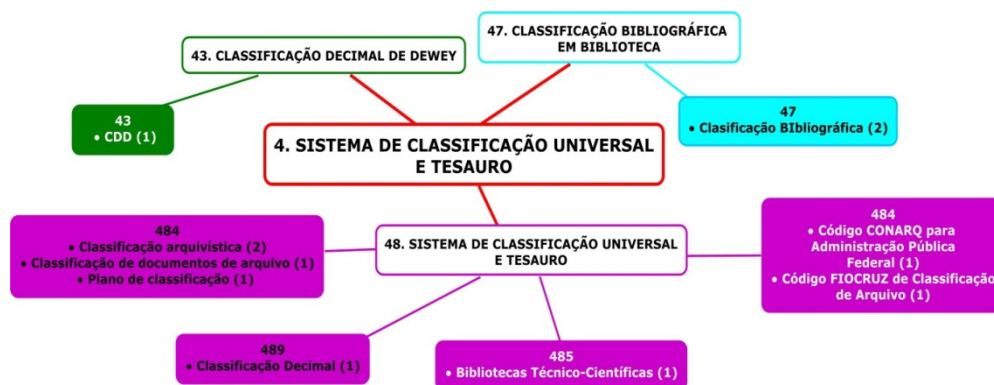 43. CLASSIFICAÇÃO DECIMAL DE DEWEY
47. CLASSIFICAÇÃO BIBLIOGRÁFICA
EM BIBLIOTECA
43
• CDD (1)
47
• Clasificação BIbliográfica (2)
4. SISTEMA DE CLASSIFICAÇÃO UNIVERSAL
E TESAURO
484
• Classificação arquivística (2)
• Classificação de documentos de arquivo (1)
• Plano de classificação (1)
48. SISTEMA DE CLASSIFICAÇÃO UNIVERSAL
E TESAURO
484
• Código CONARQ para
Administração Pública
Federal (1)
• Código FIOCRUZ de Classificação
de Arquivo (1)
489
• Classificação Decimal (1)
485
• Bibliotecas Técnico-Científicas (1)